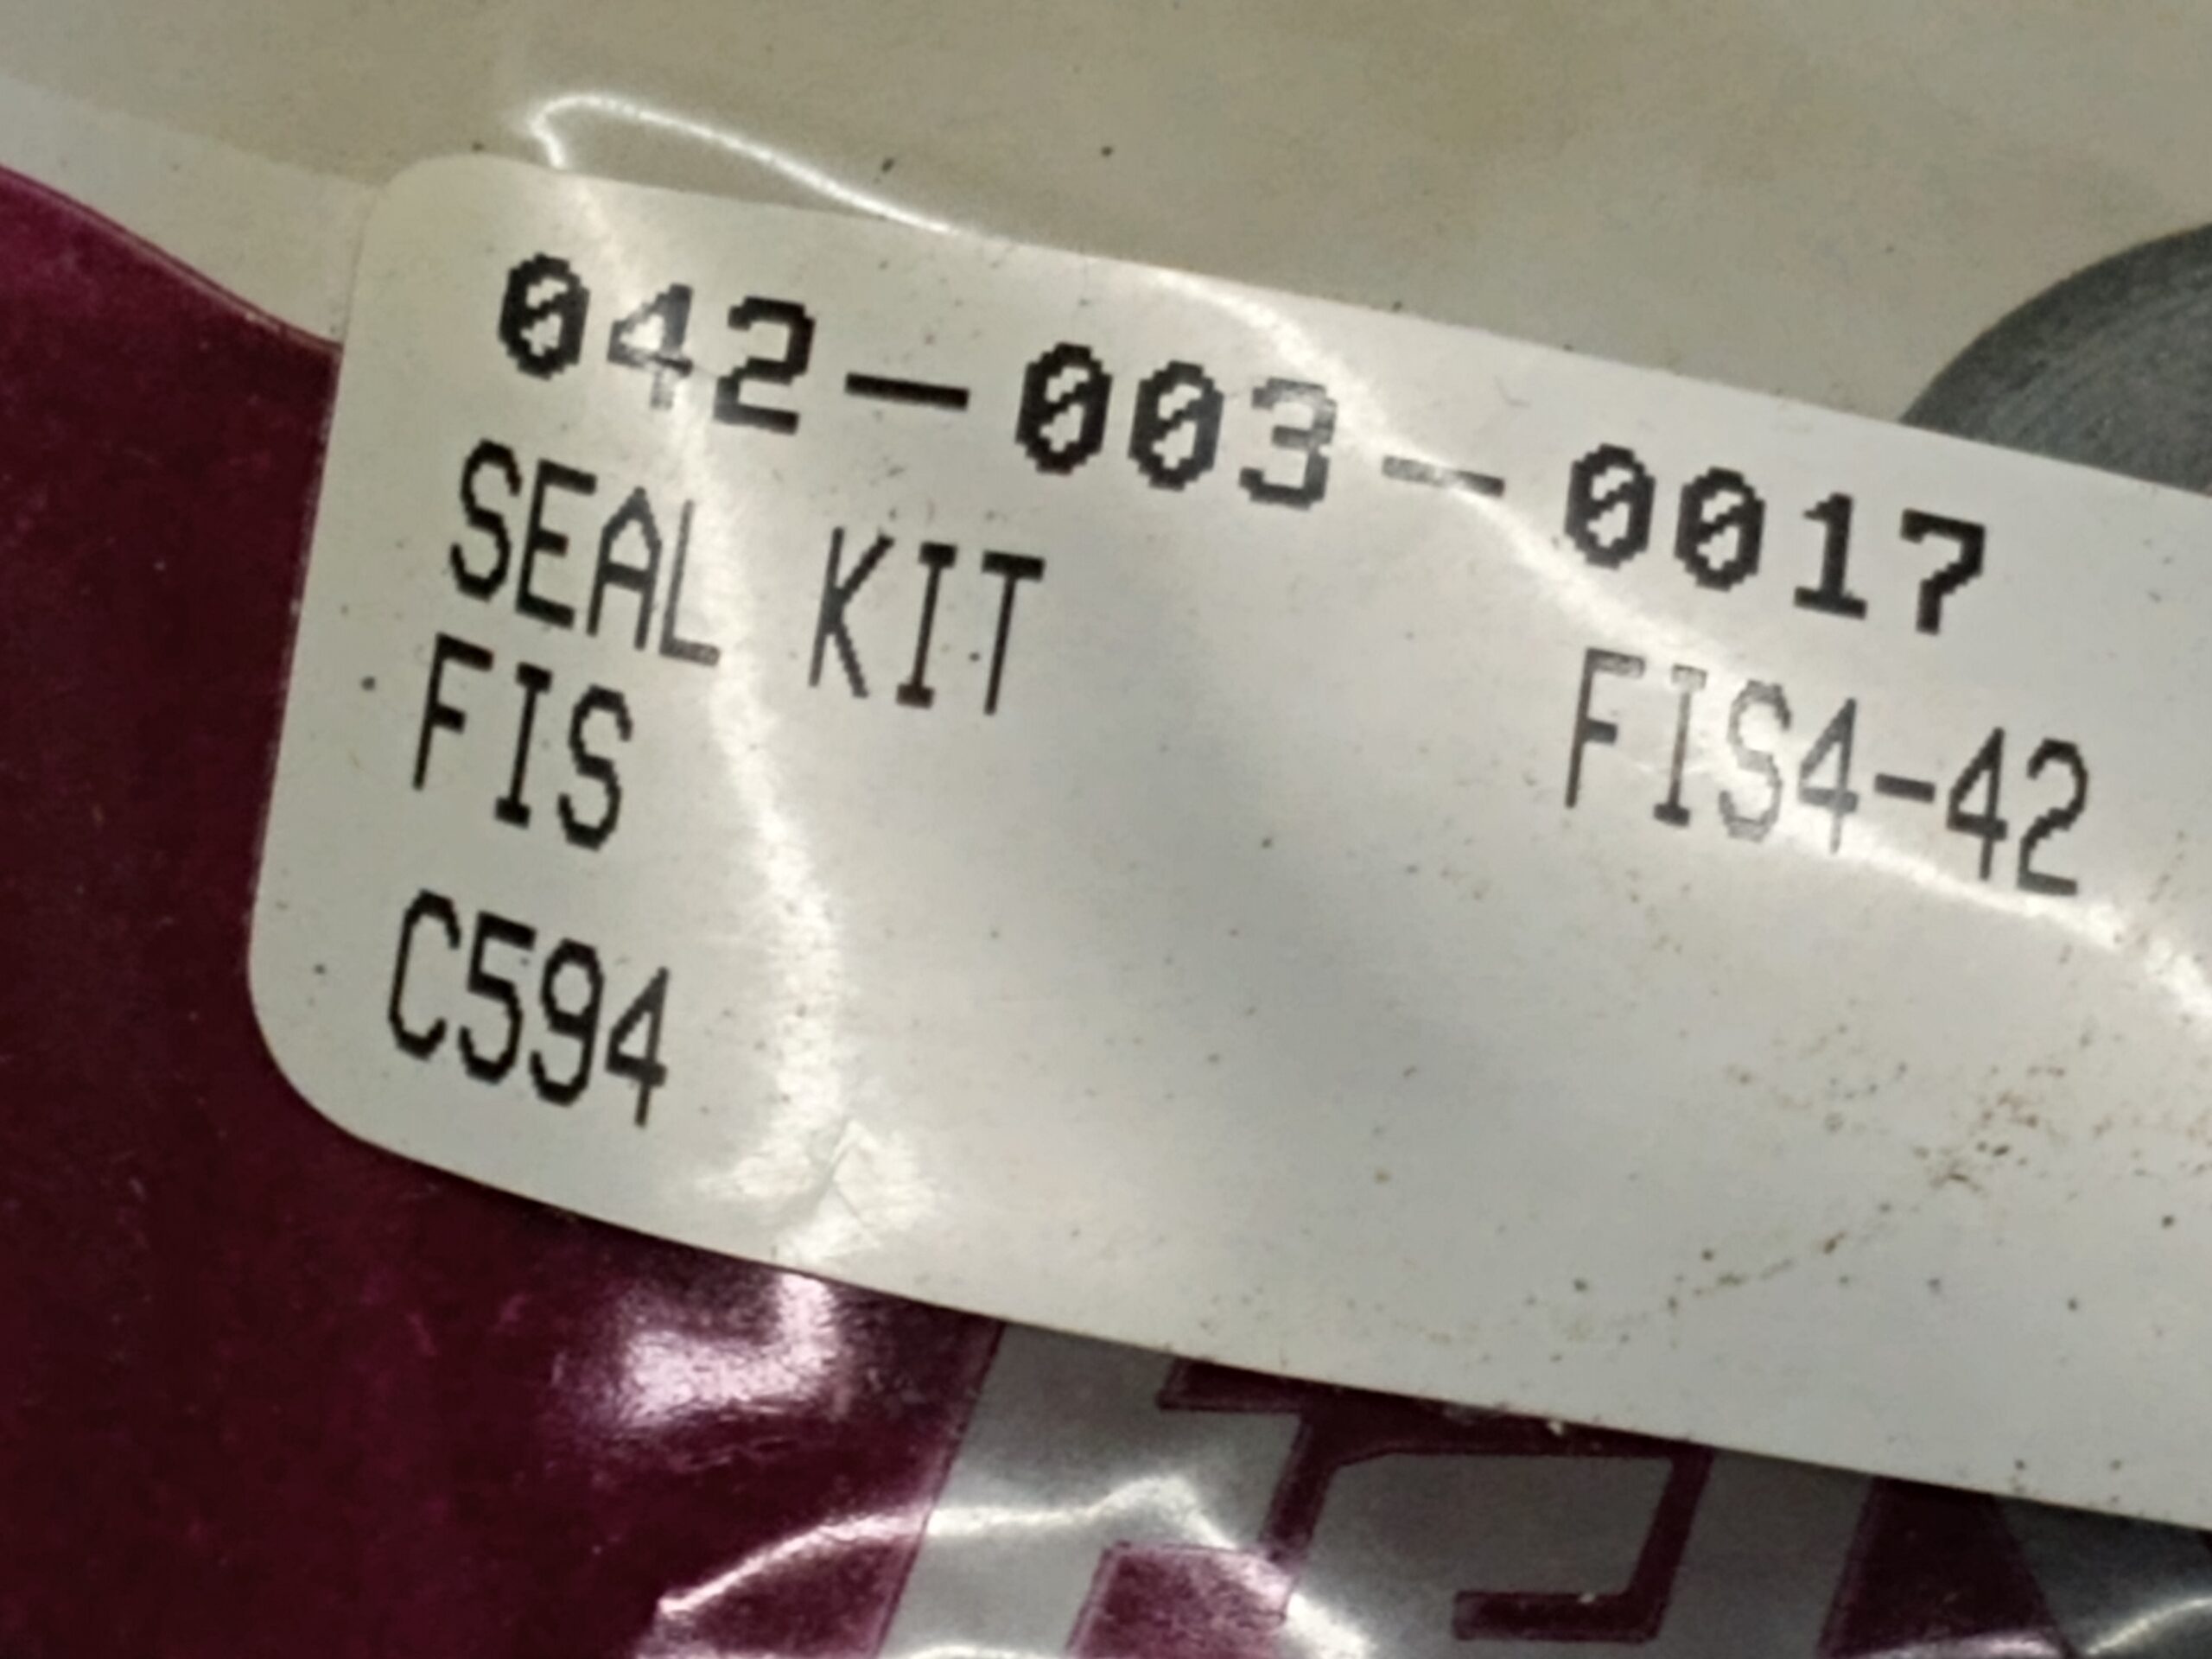 042-003-0017
SEAL KIT FIS4-42
FIS
C594